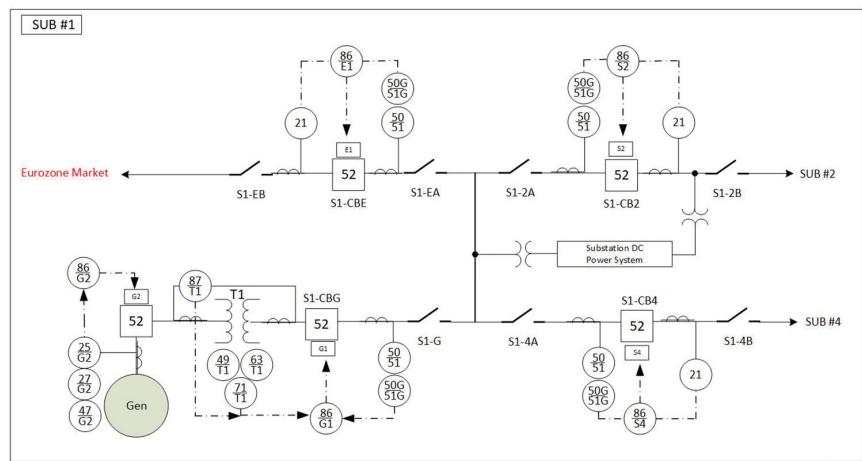 SUB #1
86
E1
86
S2
50G
51G
50G
51G
21
50
51
50
51
21
E1
S2
Eurozone Market
52
52
SUB #2
S1-EB
S1-EA
S1-2A
S1-2B
S1-CBE
S1-CB2
Substation DC
Power System
86
G2
87
T1
T1
S1-CBG
S1-CB4
G2
52
52
52
SUB #4
S1-G
S1-4A
S1-4B
G1
S4
25
G2
49
T1
63
T1
50
51
50
51
21
27
G2
71
T1
50G
51G
50G
51G
47
G2
Gen
86
G1
86
S4